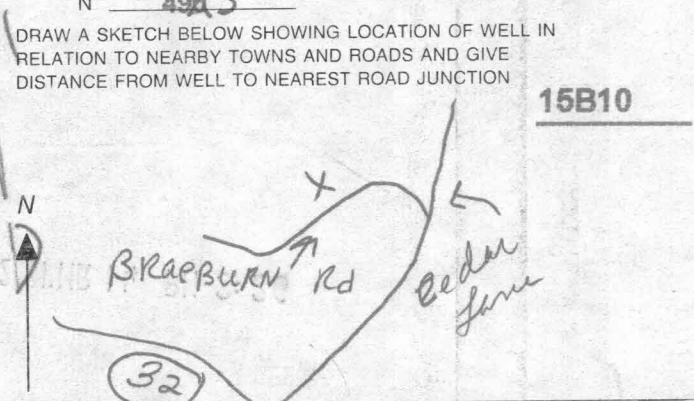 N
DRAW A SKETCH BELOW SHOWING LOCATION OF WELL IN
RELATION TO NEARBY TOWNS AND ROADS AND GIVE
DISTANCE FROM WELL TO NEAREST ROAD JUNCTION
15B10
X
N
BRAEBURN Rd
Cedar
Lane
32